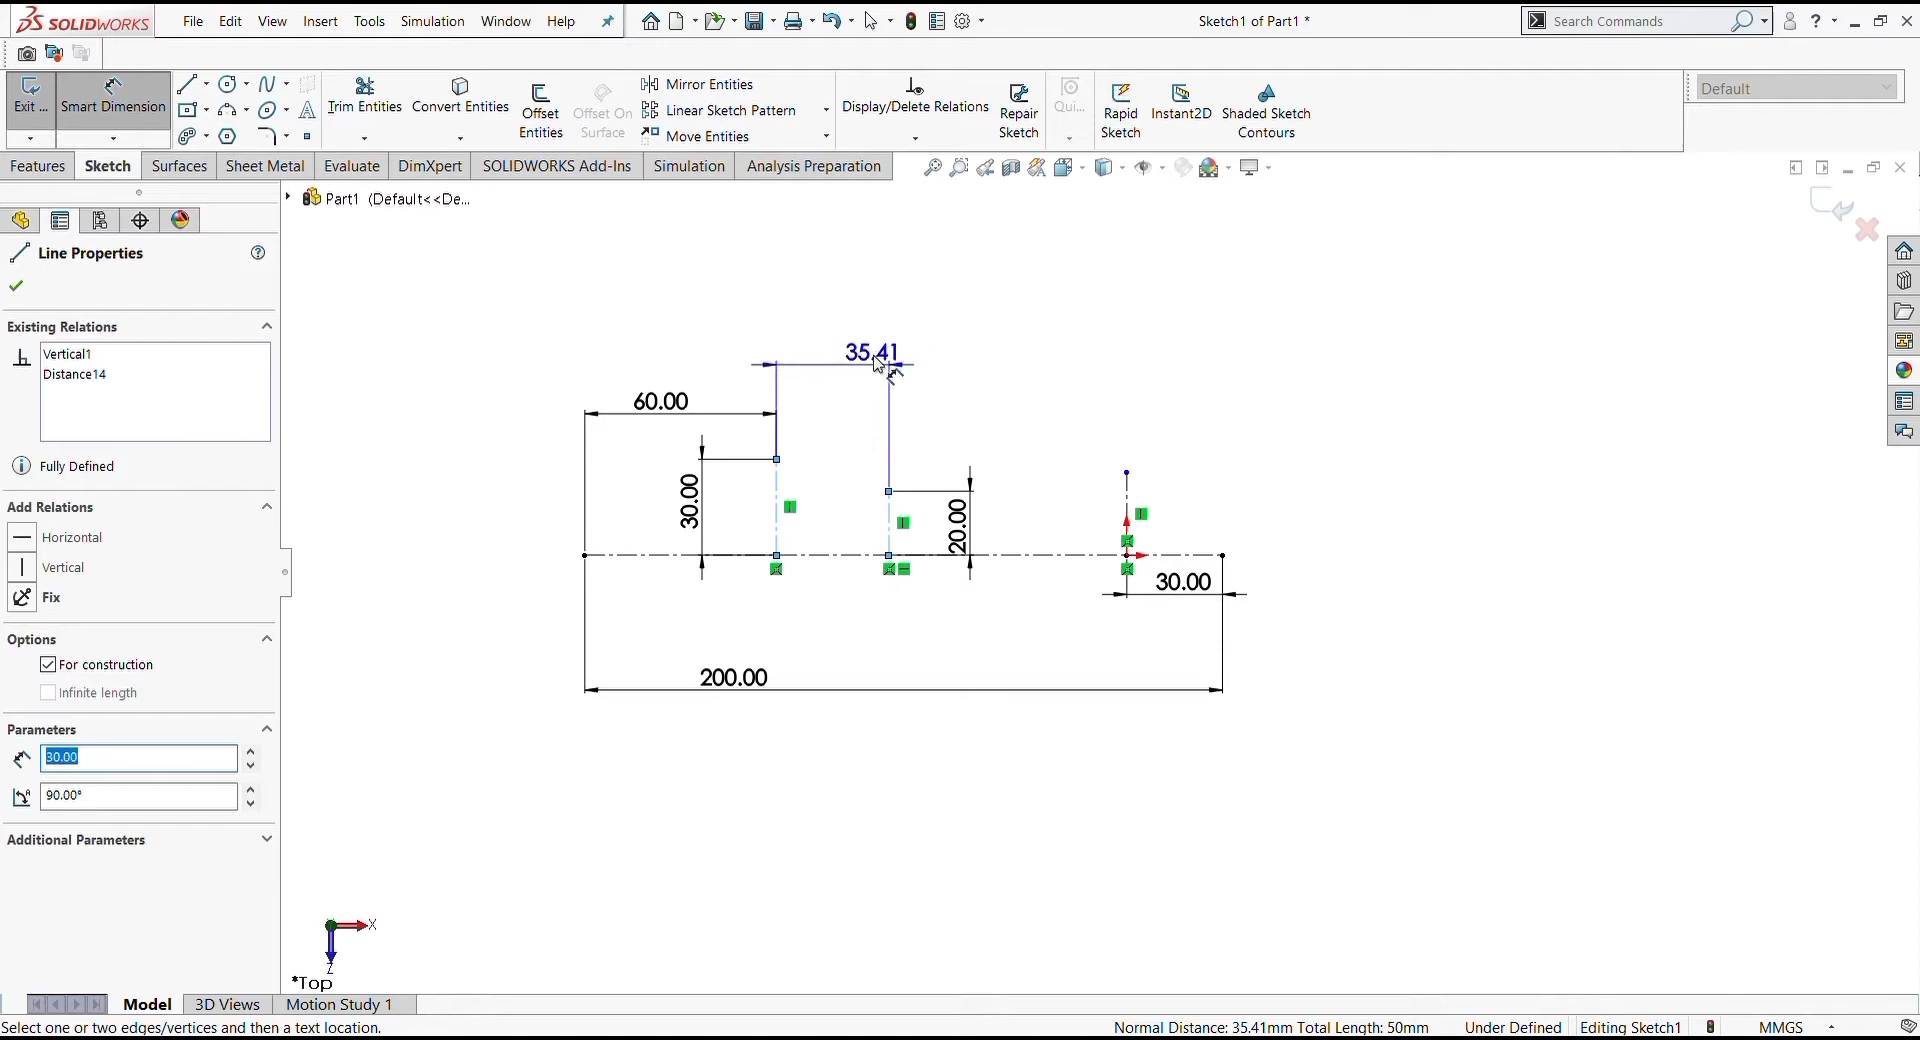 SOLIDWORKS File Edit View Insert Tools Simulation Window Help Sketch1 of Part1 * Search Commands ?
Exit ... Smart Dimension Trim Entities Convert Entities Offset Entities Offset On Surface Mirror Entities Linear Sketch Pattern Move Entities Display/Delete Relations Repair Sketch Qui... Rapid Sketch Instant2D Shaded Sketch Contours Default
Features Sketch Surfaces Sheet Metal Evaluate DimXpert SOLIDWORKS Add-Ins Simulation Analysis Preparation
Part1 (Default<<De...
Line Properties
Existing Relations
Vertical1
Distance14
Fully Defined
Add Relations
Horizontal
Vertical
Fix
Options
For construction
Infinite length
Parameters
30.00
90.00°
Additional Parameters
35.41
60.00
30.00
20.00
30.00
200.00
X
Z
*Top
Model 3D Views Motion Study 1
Select one or two edges/vertices and then a text location. Normal Distance: 35.41mm Total Length: 50mm Under Defined Editing Sketch1 MMGS